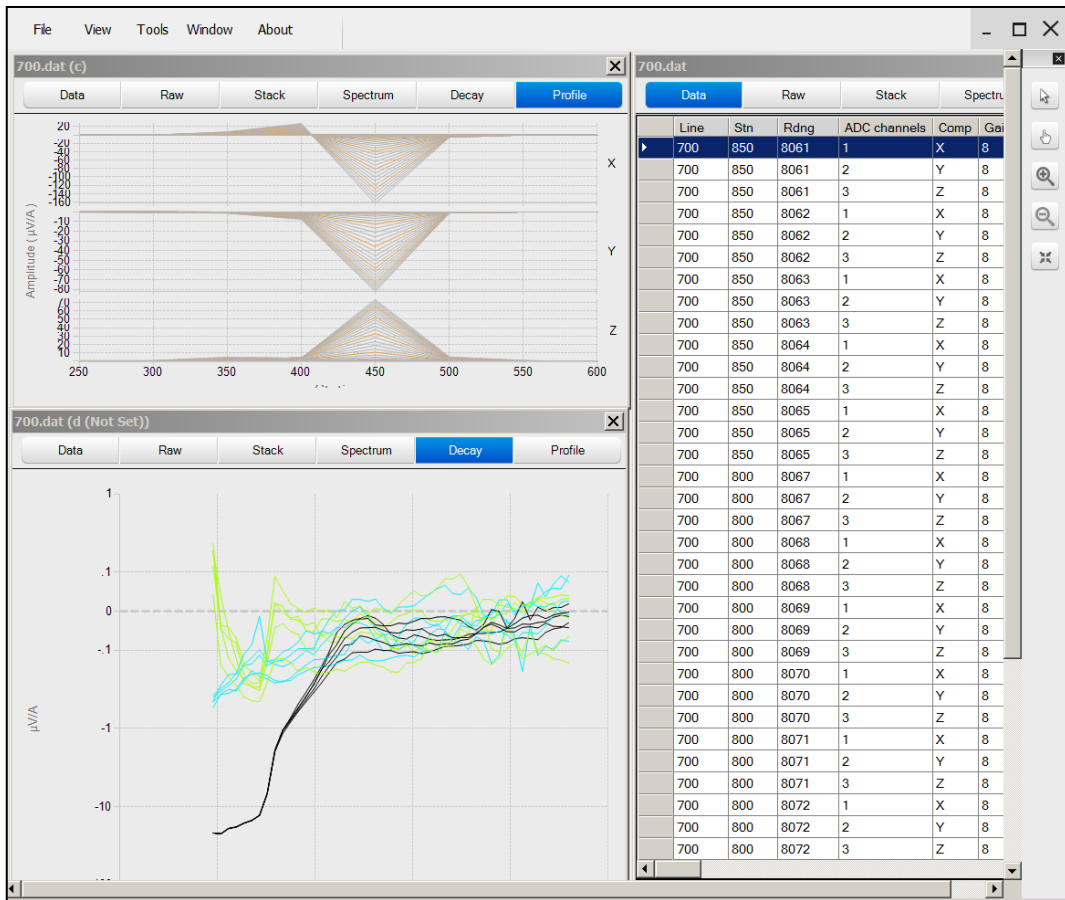 File View Tools Window About
700.dat (c)
Data Raw Stack Spectrum Decay Profile
20
-20
-40
-60
-80
-100
-120
-140
-160
X
-10
-20
-30
-40
-50
-60
-70
-80
Y
70
60
50
40
30
20
10
Z
Amplitude ( µV/A )
250 300 350 400 450 500 550 600
700.dat (d (Not Set))
Data Raw Stack Spectrum Decay Profile
1
.1
0
-.1
-1
-10
µV/A
700.dat
Data Raw Stack Spectru
Line Stn Rdng ADC channels Comp Gai
700 850 8061 1 X 8
700 850 8061 2 Y 8
700 850 8061 3 Z 8
700 850 8062 1 X 8
700 850 8062 2 Y 8
700 850 8062 3 Z 8
700 850 8063 1 X 8
700 850 8063 2 Y 8
700 850 8063 3 Z 8
700 850 8064 1 X 8
700 850 8064 2 Y 8
700 850 8064 3 Z 8
700 850 8065 1 X 8
700 850 8065 2 Y 8
700 850 8065 3 Z 8
700 800 8067 1 X 8
700 800 8067 2 Y 8
700 800 8067 3 Z 8
700 800 8068 1 X 8
700 800 8068 2 Y 8
700 800 8068 3 Z 8
700 800 8069 1 X 8
700 800 8069 2 Y 8
700 800 8069 3 Z 8
700 800 8070 1 X 8
700 800 8070 2 Y 8
700 800 8070 3 Z 8
700 800 8071 1 X 8
700 800 8071 2 Y 8
700 800 8071 3 Z 8
700 800 8072 1 X 8
700 800 8072 2 Y 8
700 800 8072 3 Z 8